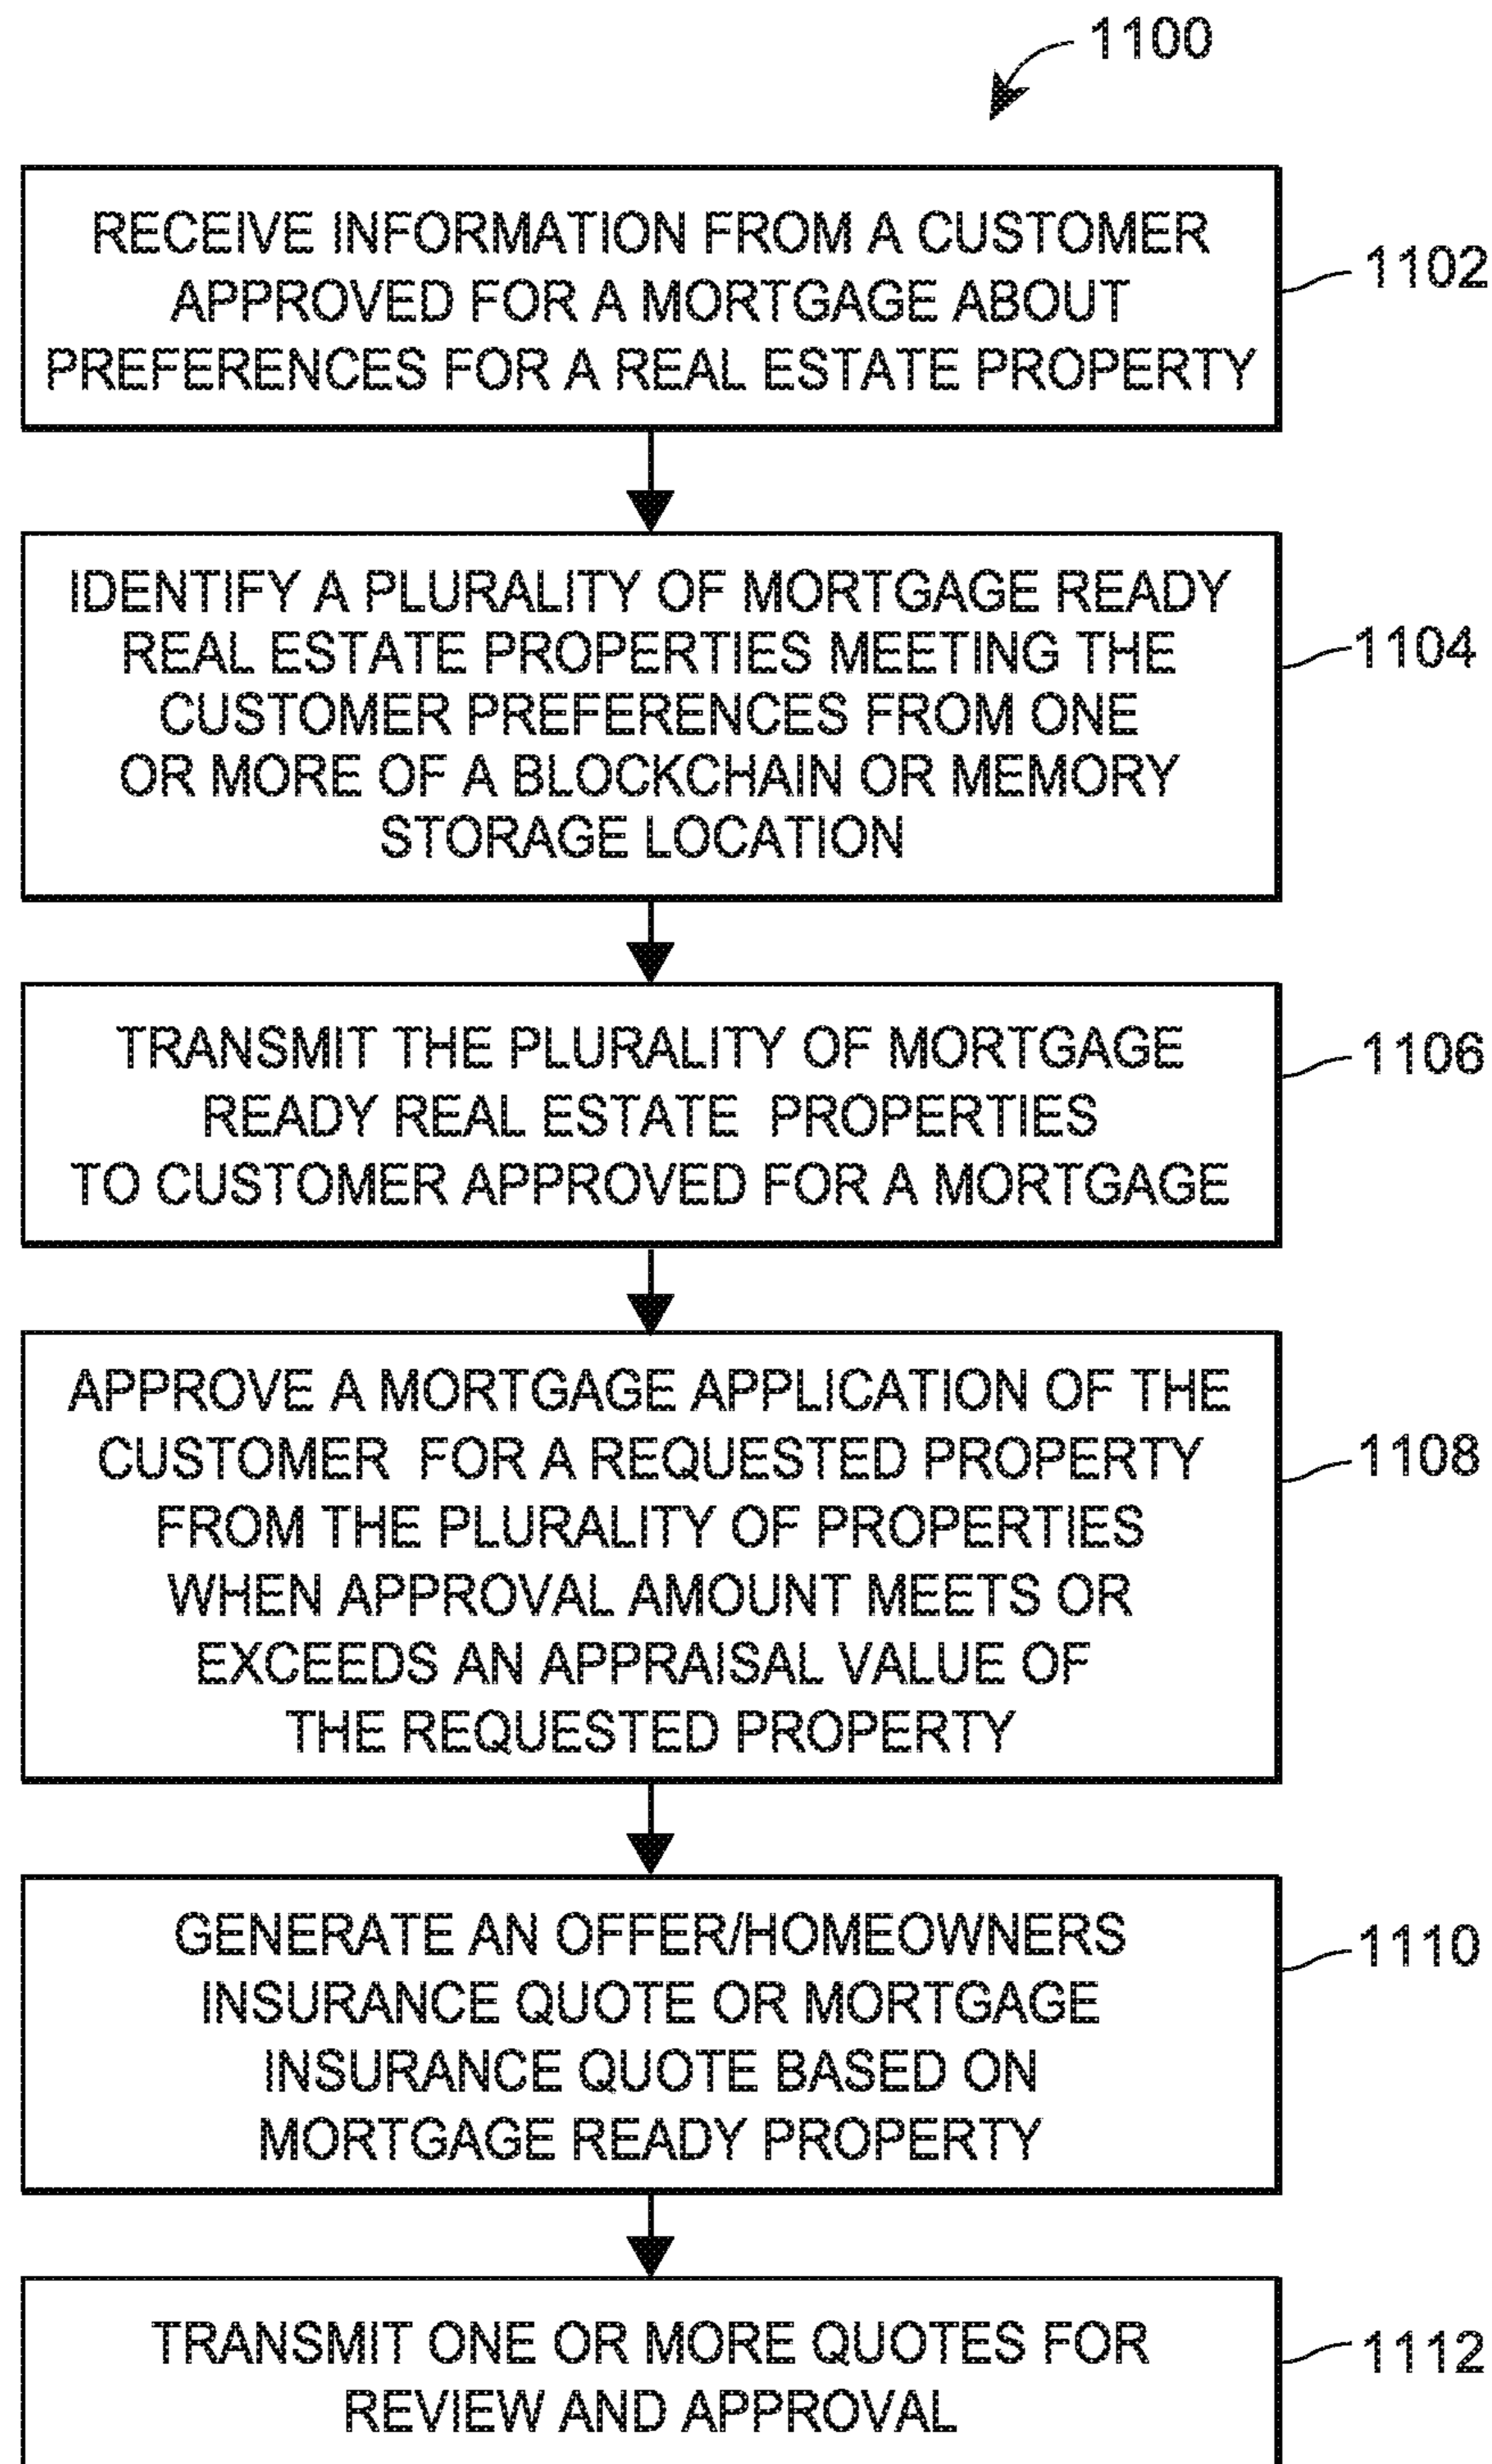 1100
RECEIVE INFORMATION FROM A CUSTOMER
APPROVED FOR A MORTGAGE ABOUT
PREFERENCES FOR A REAL ESTATE PROPERTY
1102
IDENTIFY A PLURALITY OF MORTGAGE READY
REAL ESTATE PROPERTIES MEETING THE
CUSTOMER PREFERENCES FROM ONE
OR MORE OF A BLOCKCHAIN OR MEMORY
STORAGE LOCATION
1104
TRANSMIT THE PLURALITY OF MORTGAGE
READY REAL ESTATE PROPERTIES
TO CUSTOMER APPROVED FOR A MORTGAGE
1106
APPROVE A MORTGAGE APPLICATION OF THE
CUSTOMER FOR A REQUESTED PROPERTY
FROM THE PLURALITY OF PROPERTIES
WHEN APPROVAL AMOUNT MEETS OR
EXCEEDS AN APPRAISAL VALUE OF
THE REQUESTED PROPERTY
1108
GENERATE AN OFFER/HOMEOWNERS
INSURANCE QUOTE OR MORTGAGE
INSURANCE QUOTE BASED ON
MORTGAGE READY PROPERTY
1110
TRANSMIT ONE OR MORE QUOTES FOR
REVIEW AND APPROVAL
1112